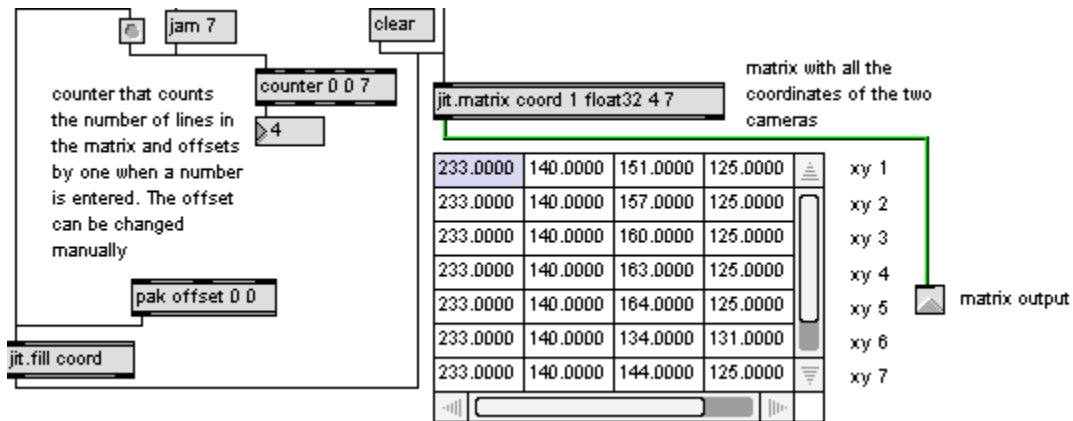 jam 7
clear
counter 0 0 7
4
counter that counts
the number of lines in
the matrix and offsets
by one when a number
is entered. The offset
can be changed
manually
pak offset 0 0
jit.fill coord
jit.matrix coord 1 float32 4 7
matrix with all the
coordinates of the two
cameras
233.0000 140.0000 151.0000 125.0000 xy 1
233.0000 140.0000 157.0000 125.0000 xy 2
233.0000 140.0000 160.0000 125.0000 xy 3
233.0000 140.0000 163.0000 125.0000 xy 4
233.0000 140.0000 164.0000 125.0000 xy 5
233.0000 140.0000 134.0000 131.0000 xy 6
233.0000 140.0000 144.0000 125.0000 xy 7
matrix output